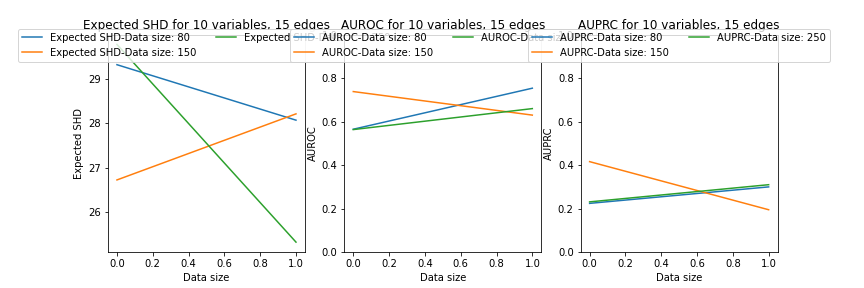 Expected SHD for 10 variables, 15 edges
AUROC for 10 variables, 15 edges
AUPRC for 10 variables, 15 edges
Expected SHD-Data size: 80
Expected SHD-Data size: 150
Expected SHD-D
AUROC-Data size: 80
AUROC-Data size: 150
AUROC-D
AUPRC-Data size: 80
AUPRC-Data size: 150
AUPRC-Data size: 250
Expected SHD
29
28
27
26
0.0 0.2 0.4 0.6 0.8 1.0
Data size
AUROC
0.8
0.6
0.4
0.2
0.0
0.0 0.2 0.4 0.6 0.8 1.0
Data size
AUPRC
0.8
0.6
0.4
0.2
0.0
0.0 0.2 0.4 0.6 0.8 1.0
Data size